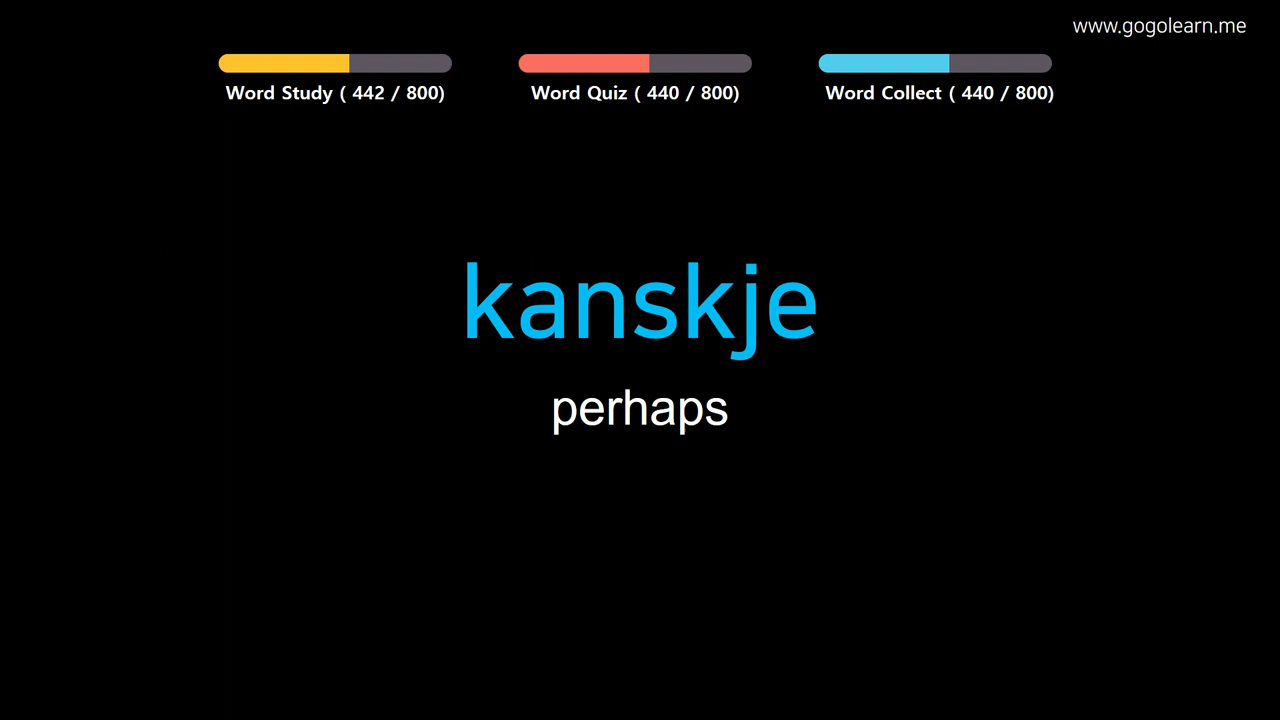 www.gogolearn.me
Word Study ( 442 / 800)
Word Quiz ( 440 / 800)
Word Collect ( 440 / 800)
kanskje
perhaps